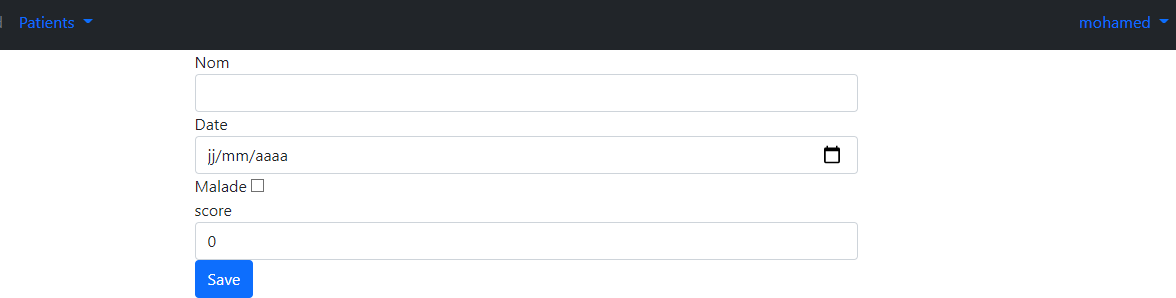 Patients
mohamed
Nom
Date
jj/mm/aaaa
Malade
score
0
Save